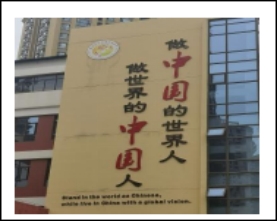 做中国的世界人
做世界的中国人
Stand in the world as Chinese,
while live in China with a global vision.